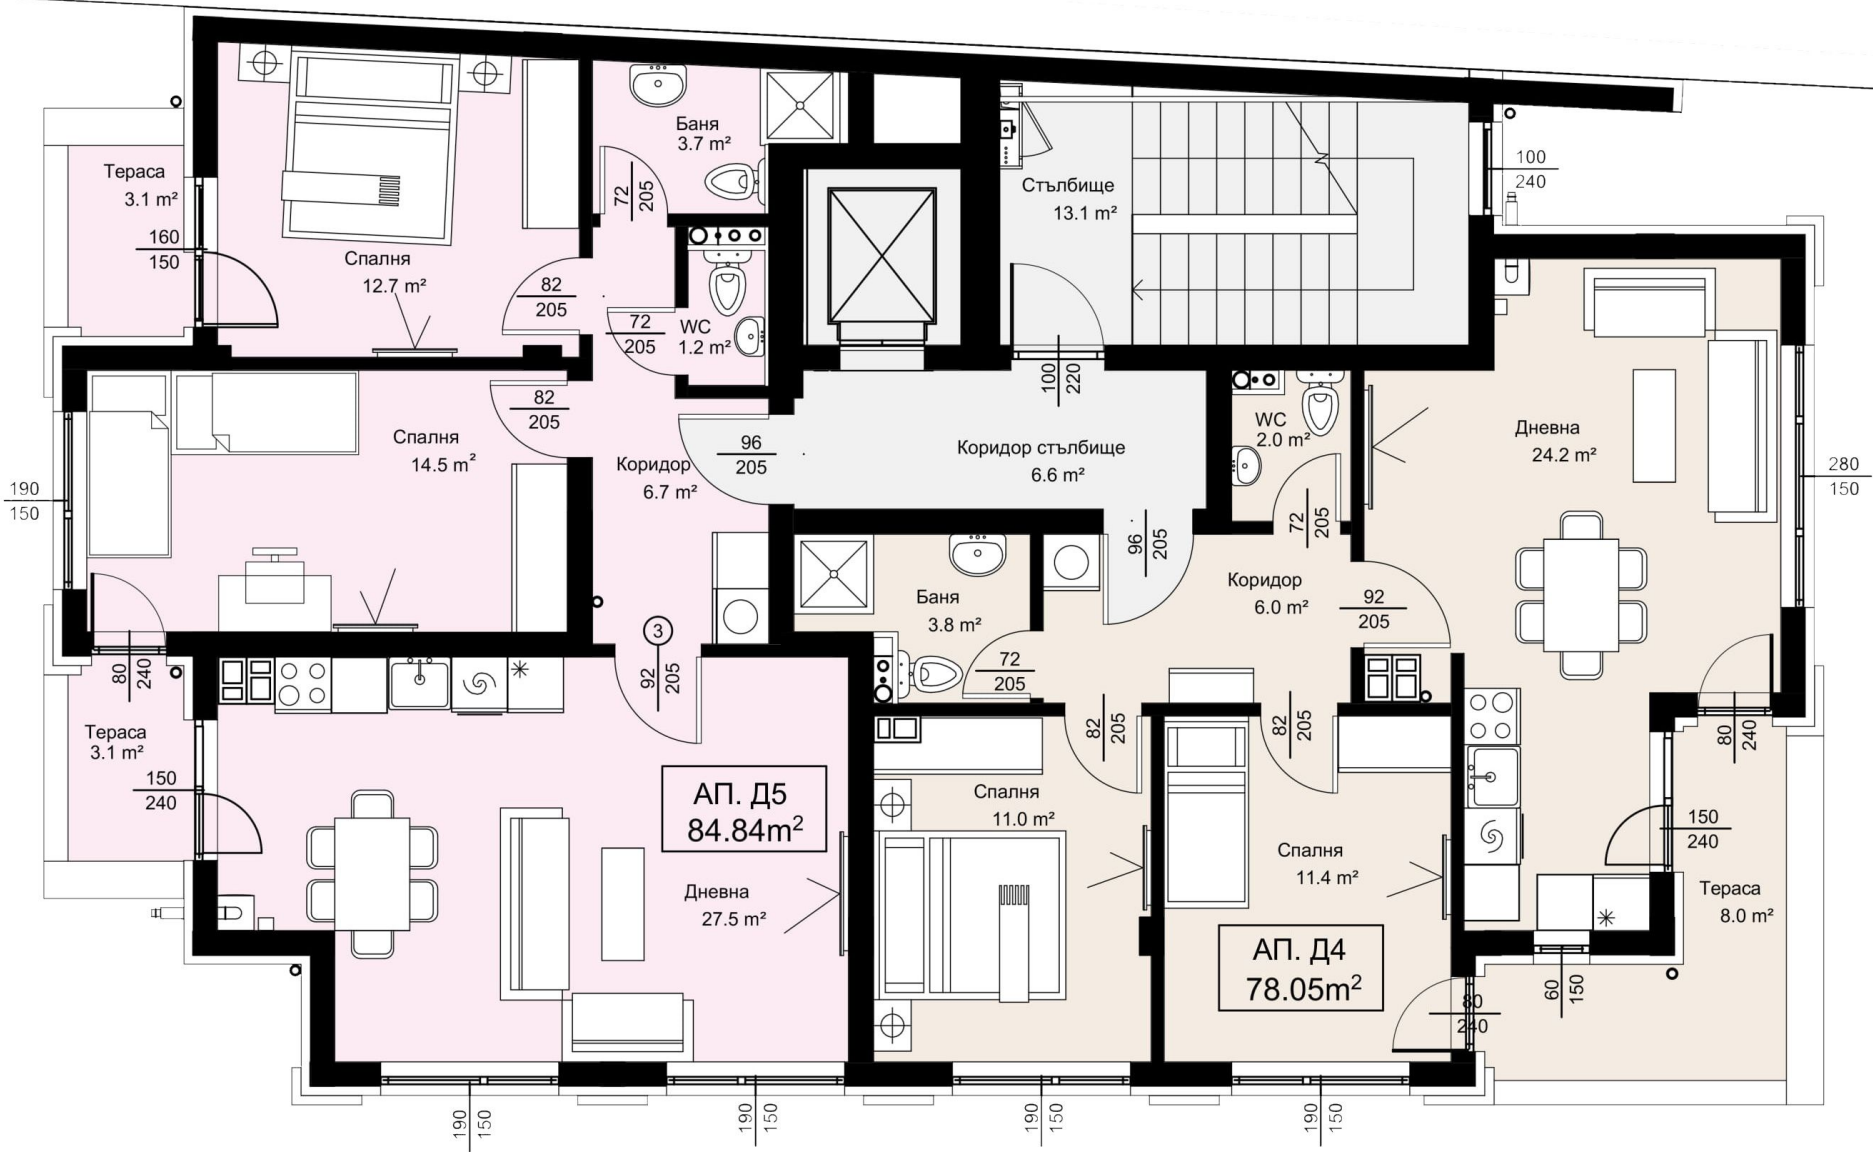 Баня
3.7 m²
Тераса
3.1 m²
72
205
Стълбище
13.1 m²
100
240
160
150
Спалня
12.7 m²
82
205
72
205
WC
1.2 m²
100
220
82
205
Спалня
14.5 m²
96
205
Коридор
6.7 m²
Коридор стълбище
6.6 m²
WC
2.0 m²
Дневна
24.2 m²
280
150
190
150
72
205
96
205
Коридор
6.0 m²
Баня
3.8 m²
92
205
3
72
205
80
240
92
205
Тераса
3.1 m²
82
205
82
205
80
240
150
240
АП. Д5
84.84m²
Спалня
11.0 m²
150
240
Спалня
11.4 m²
Дневна
27.5 m²
Тераса
8.0 m²
АП. Д4
78.05m²
60
150
80
240
190
150
190
150
190
150
190
150